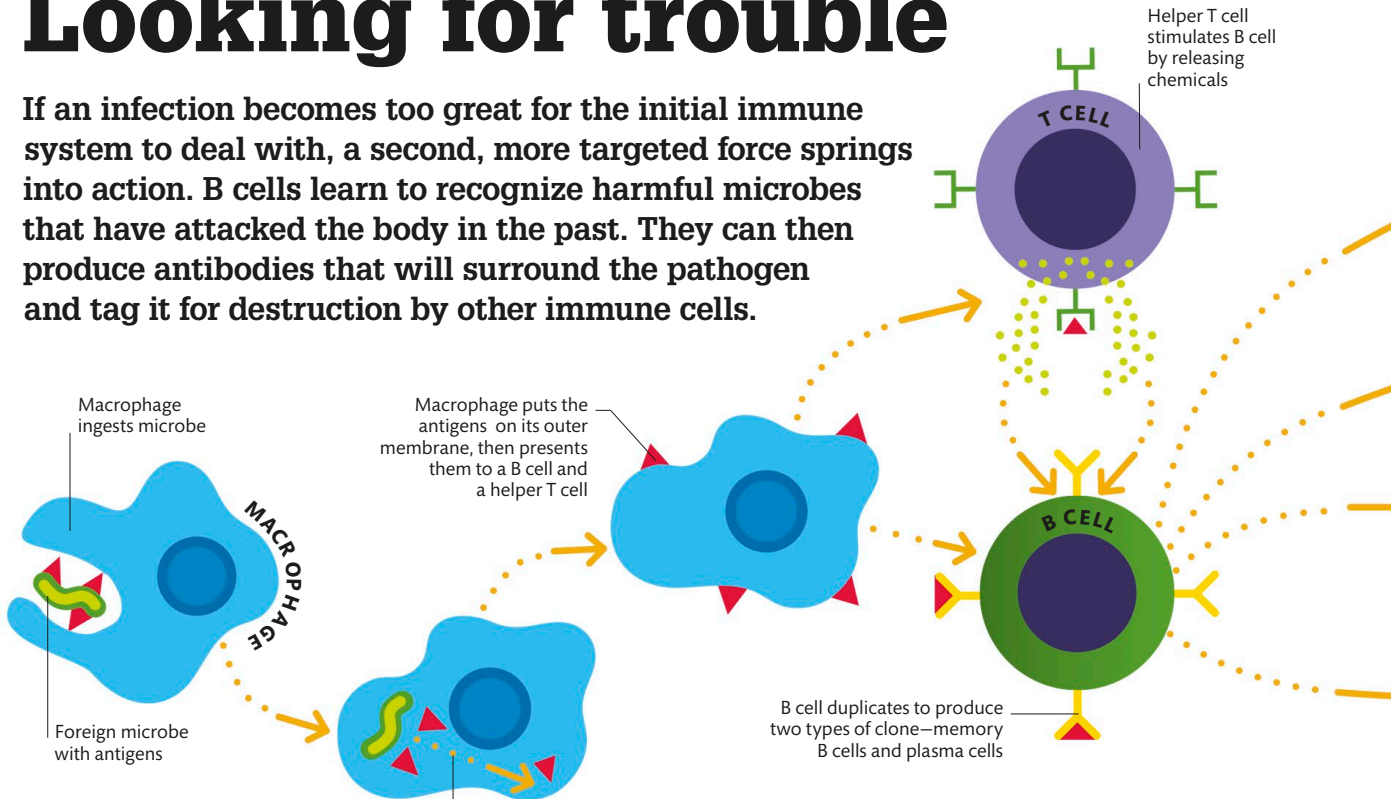 Looking for trouble
If an infection becomes too great for the initial immune
system to deal with, a second, more targeted force springs
into action. B cells learn to recognize harmful microbes
that have attacked the body in the past. They can then
produce antibodies that will surround the pathogen
and tag it for destruction by other immune cells.
Helper T cell
stimulates B cell
by releasing
chemicals
T CELL
Macrophage
ingests microbe
MACROPHAGE
Foreign microbe
with antigens
Macrophage puts the
antigens on its outer
membrane, then presents
them to a B cell and
a helper T cell
B CELL
B cell duplicates to produce
two types of clone—memory
B cells and plasma cells